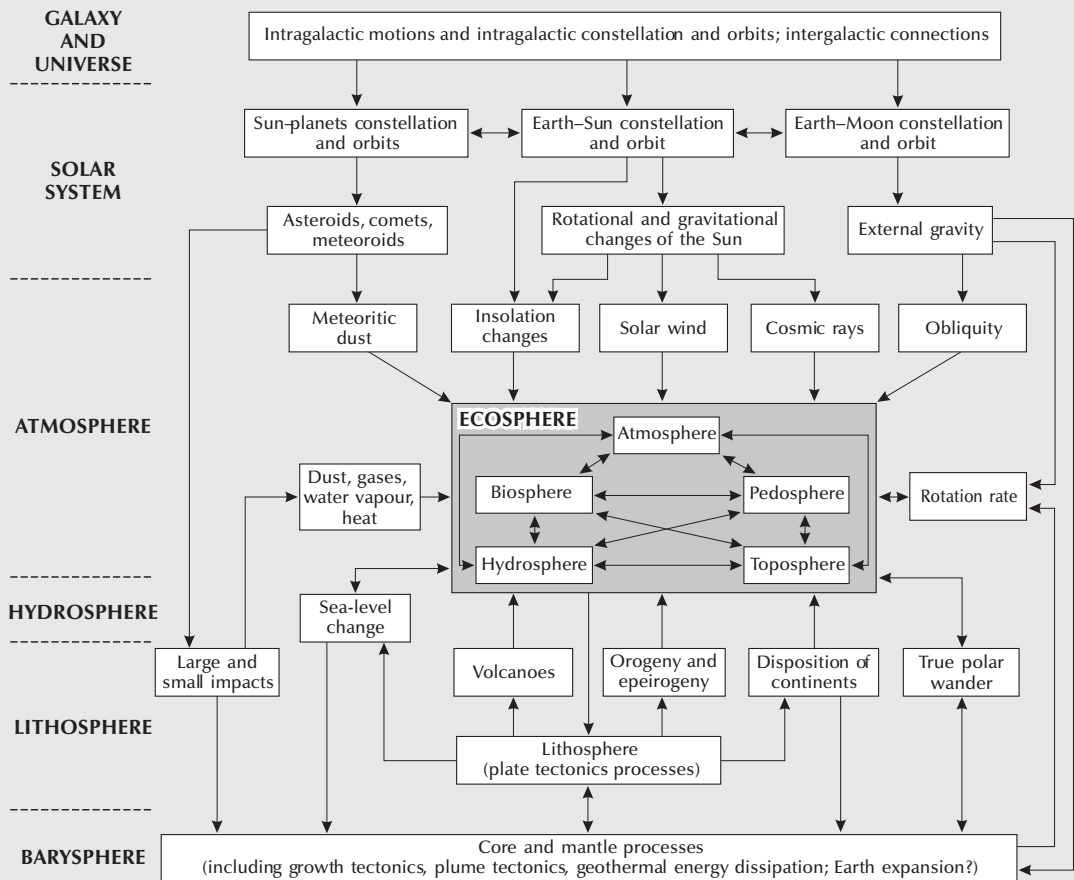 GALAXY
AND
UNIVERSE
Intragalactic motions and intragalactic constellation and orbits; intergalactic connections
SOLAR
SYSTEM
Sun–planets constellation
and orbits
Earth–Sun constellation
and orbit
Earth–Moon constellation
and orbit
Asteroids, comets,
meteoroids
Rotational and gravitational
changes of the Sun
External gravity
ATMOSPHERE
Meteoritic
dust
Insolation
changes
Solar wind
Cosmic rays
Obliquity
ECOSPHERE
Atmosphere
Biosphere
Pedosphere
Hydrosphere
Toposphere
Dust, gases,
water vapour,
heat
Rotation rate
HYDROSPHERE
Sea-level
change
LITHOSPHERE
Large and
small impacts
Volcanoes
Orogeny and
epeirogeny
Disposition of
continents
True polar
wander
Lithosphere
(plate tectonics processes)
BARYSPHERE
Core and mantle processes
(including growth tectonics, plume tectonics, geothermal energy dissipation; Earth expansion?)